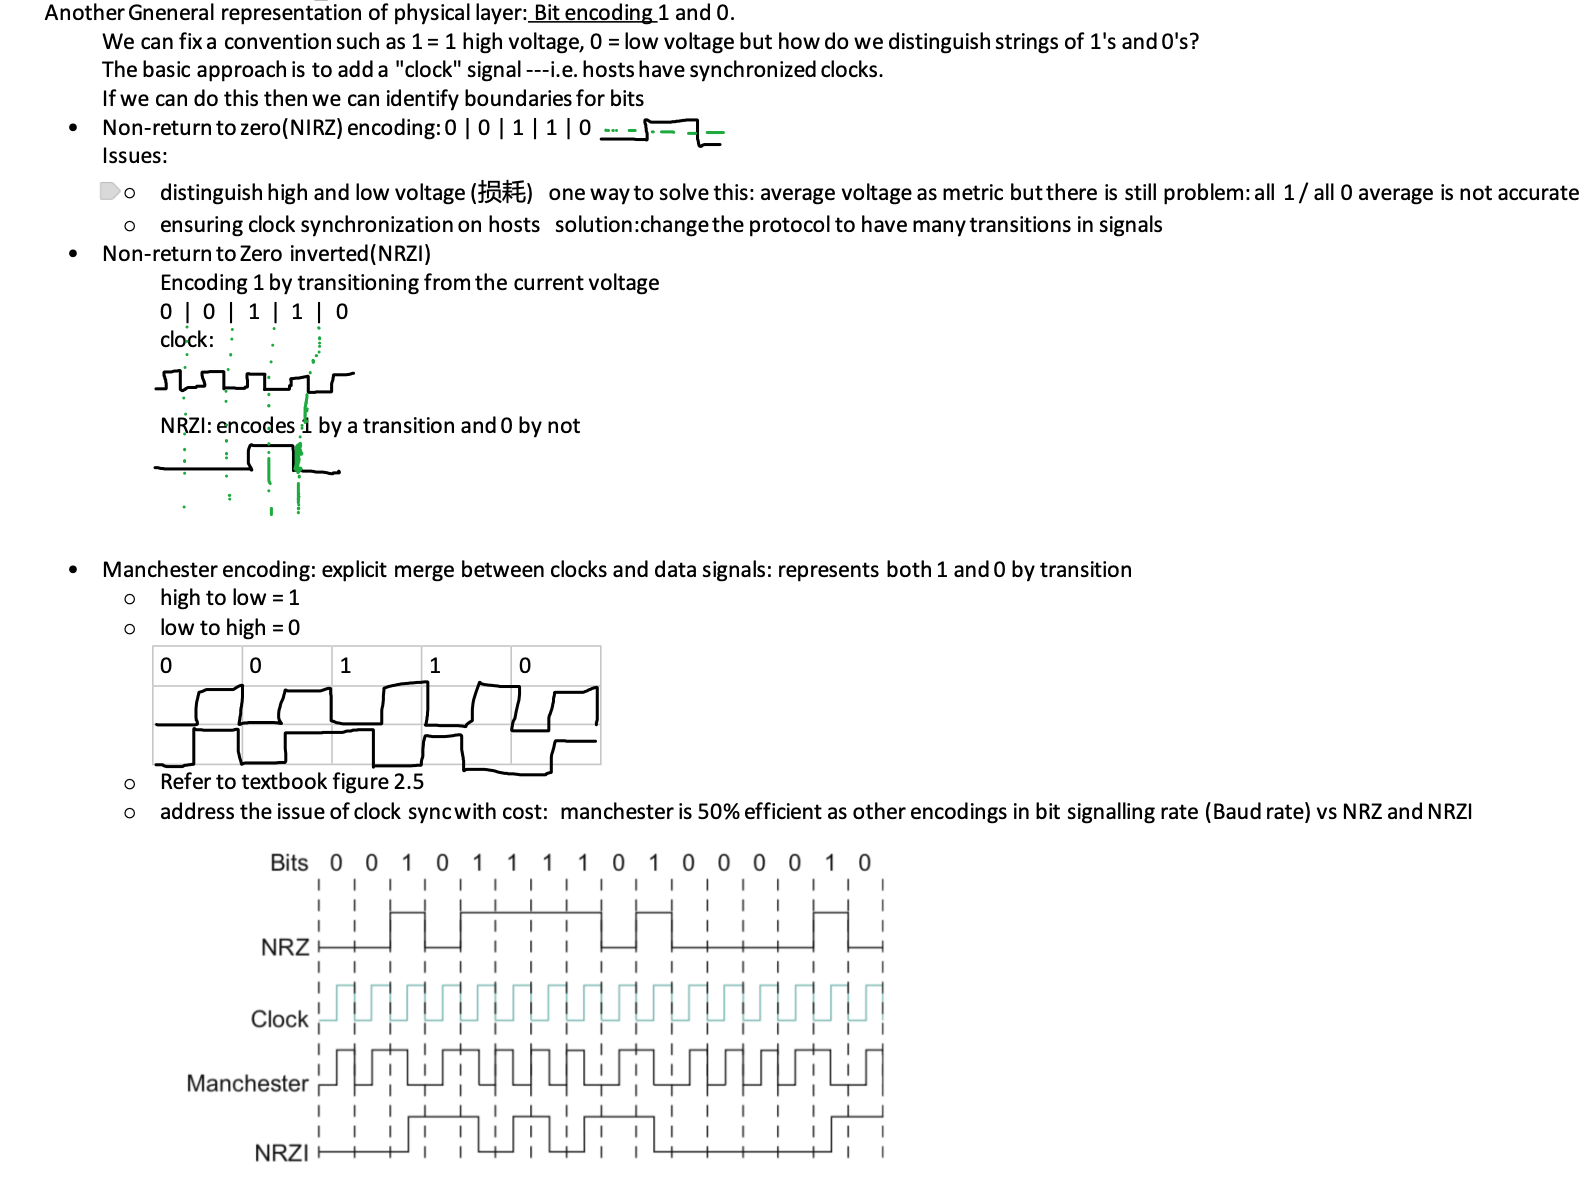 Another Gneneral representation of physical layer: Bit encoding 1 and 0.
We can fix a convention such as 1 = 1 high voltage, 0 = low voltage but how do we distinguish strings of 1's and 0's?
The basic approach is to add a "clock" signal ---i.e. hosts have synchronized clocks.
If we can do this then we can identify boundaries for bits
• Non-return to zero(NIRZ) encoding: 0 | 0 | 1 | 1 | 0
Issues:
○ distinguish high and low voltage (损耗) one way to solve this: average voltage as metric but there is still problem: all 1 / all 0 average is not accurate
○ ensuring clock synchronization on hosts solution:change the protocol to have many transitions in signals
• Non-return to Zero inverted(NRZI)
Encoding 1 by transitioning from the current voltage
0 | 0 | 1 | 1 | 0
clock:
NRZI: encodes 1 by a transition and 0 by not
• Manchester encoding: explicit merge between clocks and data signals: represents both 1 and 0 by transition
○ high to low = 1
○ low to high = 0
0 0 1 1 0
○ Refer to textbook figure 2.5
○ address the issue of clock sync with cost: manchester is 50% efficient as other encodings in bit signalling rate (Baud rate) vs NRZ and NRZI
Bits 0 0 1 0 1 1 1 1 0 1 0 0 0 0 1 0
NRZ
Clock
Manchester
NRZI